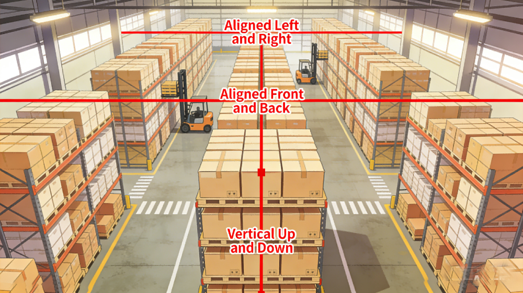 Aligned Left
and Right
Aligned Front
and Back
Vertical Up
and Down